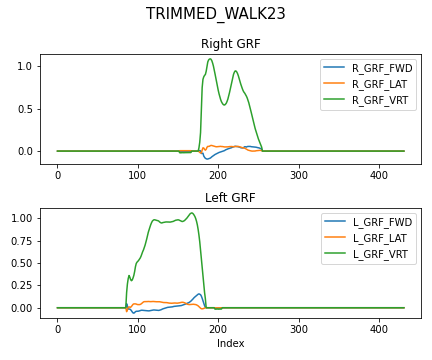 TRIMMED_WALK23
Right GRF
1.0
0.5
0.0
R_GRF_FWD
R_GRF_LAT
R_GRF_VRT
0 100 200 300 400
Left GRF
1.00
0.75
0.50
0.25
0.00
L_GRF_FWD
L_GRF_LAT
L_GRF_VRT
0 100 200 300 400
Index